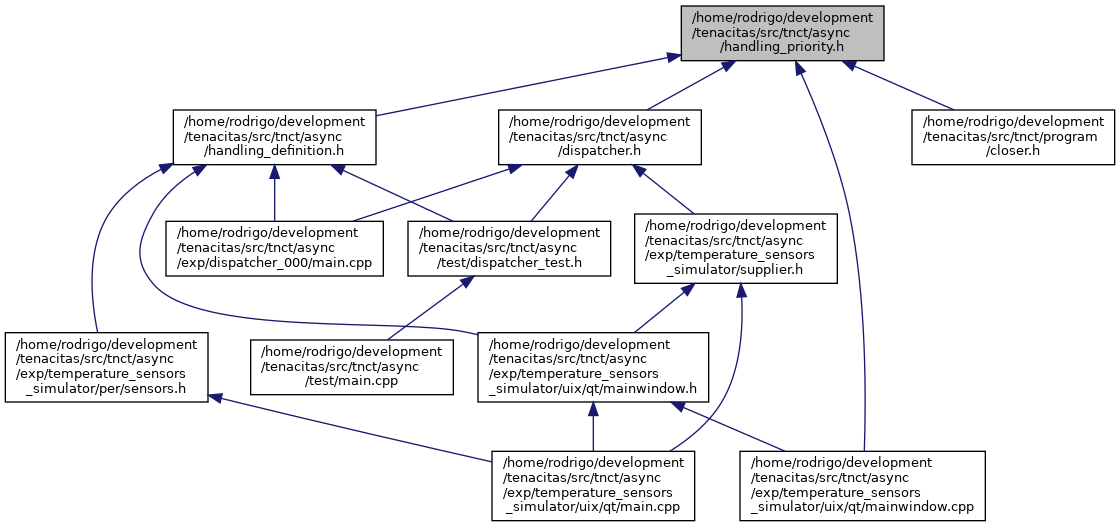 /home/rodrigo/development
/tenacitas/src/tnct/async
/handling_priority.h
/home/rodrigo/development
/tenacitas/src/tnct/async
/handling_definition.h
/home/rodrigo/development
/tenacitas/src/tnct/async
/dispatcher.h
/home/rodrigo/development
/tenacitas/src/tnct/program
/closer.h
/home/rodrigo/development
/tenacitas/src/tnct/async
/exp/dispatcher_000/main.cpp
/home/rodrigo/development
/tenacitas/src/tnct/async
/test/dispatcher_test.h
/home/rodrigo/development
/tenacitas/src/tnct/async
/exp/temperature_sensors
_simulator/supplier.h
/home/rodrigo/development
/tenacitas/src/tnct/async
/exp/temperature_sensors
_simulator/per/sensors.h
/home/rodrigo/development
/tenacitas/src/tnct/async
/test/main.cpp
/home/rodrigo/development
/tenacitas/src/tnct/async
/exp/temperature_sensors
_simulator/uix/qt/mainwindow.h
/home/rodrigo/development
/tenacitas/src/tnct/async
/exp/temperature_sensors
_simulator/uix/qt/main.cpp
/home/rodrigo/development
/tenacitas/src/tnct/async
/exp/temperature_sensors
_simulator/uix/qt/mainwindow.cpp